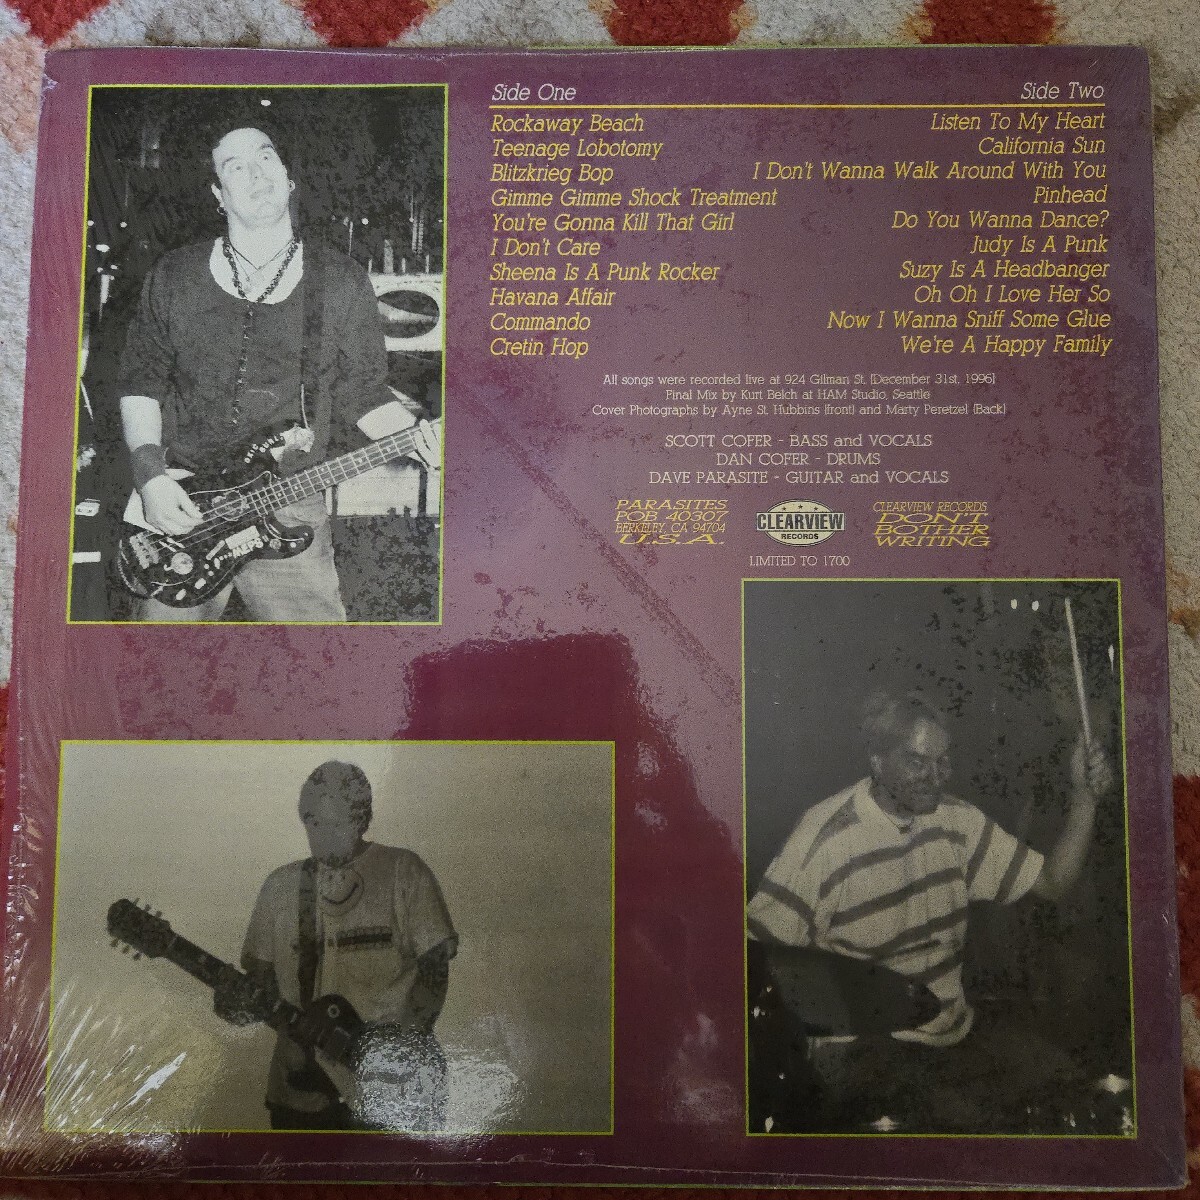 Side One
Rockaway Beach
Teenage Lobotomy
Blitzkrieg Bop
Gimme Gimme Shock Treatment
You're Gonna Kill That Girl
I Don't Care
Sheena Is A Punk Rocker
Havana Affair
Commando
Cretin Hop
Side Two
Listen To My Heart
California Sun
I Don't Wanna Walk Around With You
Pinhead
Do You Wanna Dance?
Judy Is A Punk
Suzy Is A Headbanger
Oh Oh I Love Her So
Now I Wanna Sniff Some Glue
We're A Happy Family
All songs were recorded live at 924 Gilman St. [December 31st, 1996]
Final Mix by Kurt Belch at HAM Studio, Seattle
Cover Photographs by Ayne St. Hubbins [front] and Marty Peretzel [Back]
SCOTT COFER - BASS and VOCALS
DAN COFER - DRUMS
DAVE PARASITE - GUITAR and VOCALS
PARASITES
POB 40307
BERKELEY, CA 94704
U.S.A.
CLEARVIEW
RECORDS
CLEARVIEW RECORDS
DON'T
BOTHER
WRITING
LIMITED TO 1700